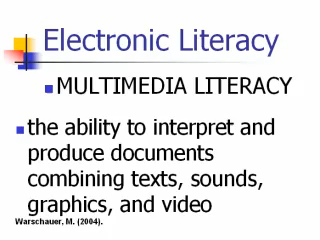 Electronic Literacy
MULTIMEDIA LITERACY
the ability to interpret and
produce documents
combining texts, sounds,
graphics, and video
Warschauer, M. (2004).